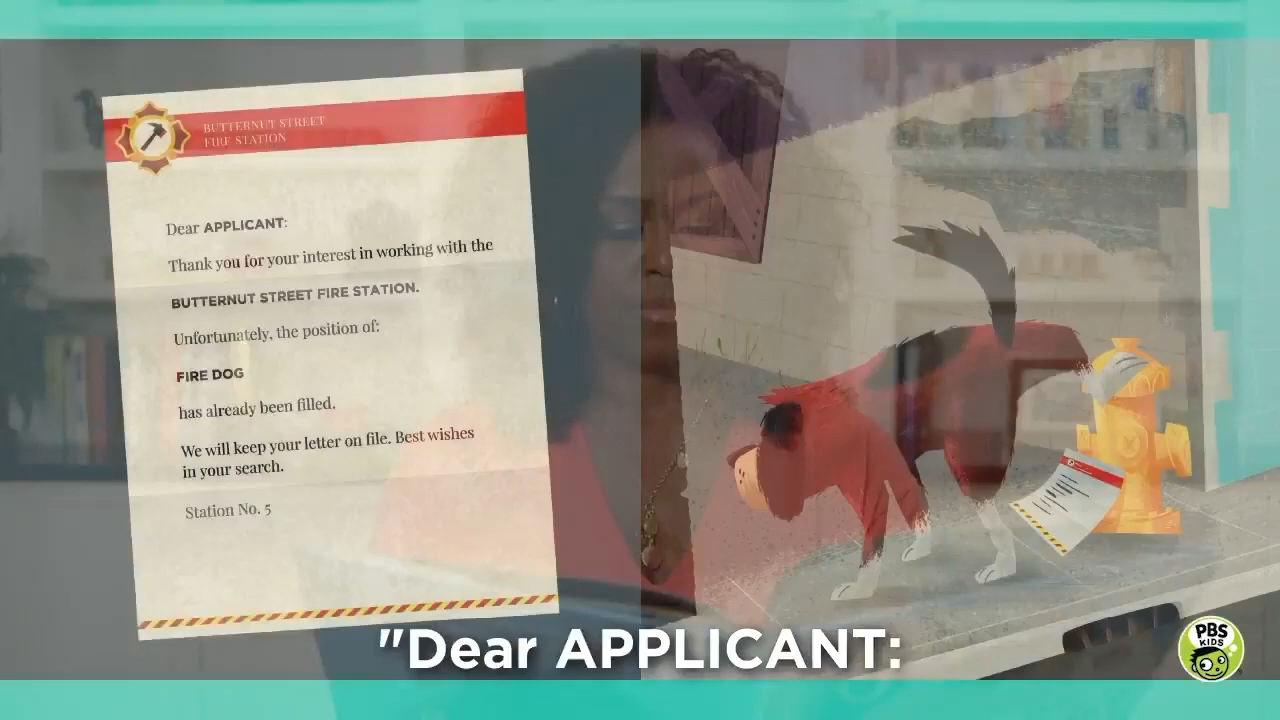 BUTTERNUT STREET
FIRE STATION
Dear APPLICANT:
Thank you for your interest in working with the
BUTTERNUT STREET FIRE STATION.
Unfortunately, the position of:
FIRE DOG
has already been filled.
We will keep your letter on file. Best wishes
in your search.
Station No. 5
"Dear APPLICANT:
PBS
KIDS